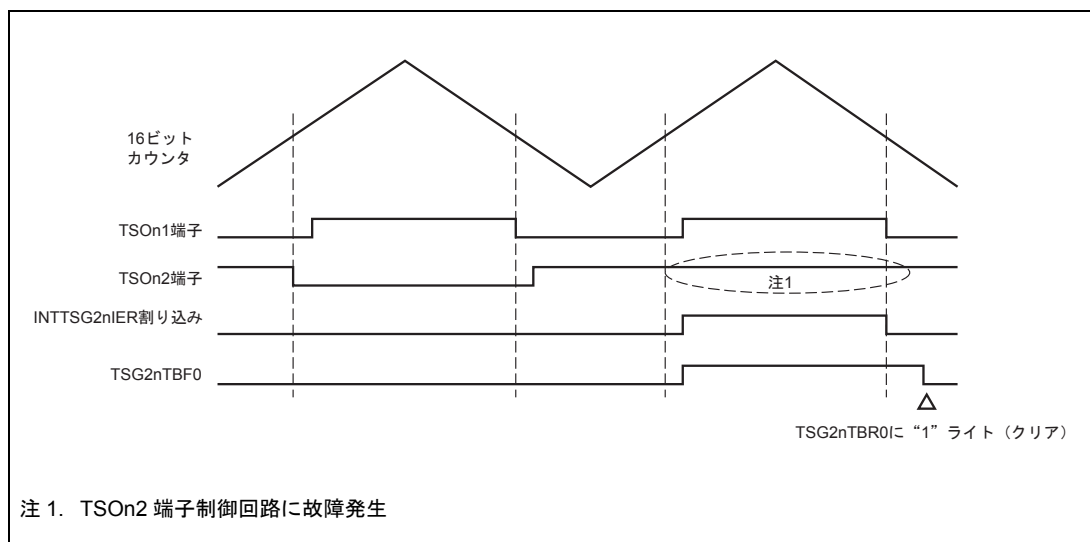 16ビット
カウンタ
TSOn1端子
TSOn2端子
注1
INTTSG2nIER割り込み
TSG2nTBF0
TSG2nTBR0に“1”ライト（クリア）
注 1. TSOn2 端子制御回路に故障発生